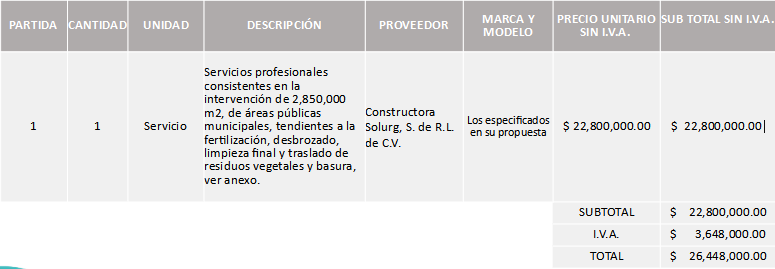 PARTIDA CANTIDAD UNIDAD DESCRIPCIÓN PROVEEDOR MARCA Y MODELO PRECIO UNITARIO SIN I.V.A. SUB TOTAL SIN I.V.A.
1 1 Servicio
Servicios profesionales
consistentes en la
intervención de 2,850,000
m2, de áreas públicas
municipales, tendientes a la
fertilización, desbrozado,
limpieza final y traslado de
residuos vegetales y basura,
ver anexo.
Constructora
Solurg, S. de R.L.
de C.V.
Los especificados
en su propuesta
$ 22,800,000.00 $ 22,800,000.00
SUBTOTAL $ 22,800,000.00
I.V.A. $ 3,648,000.00
TOTAL $ 26,448,000.00